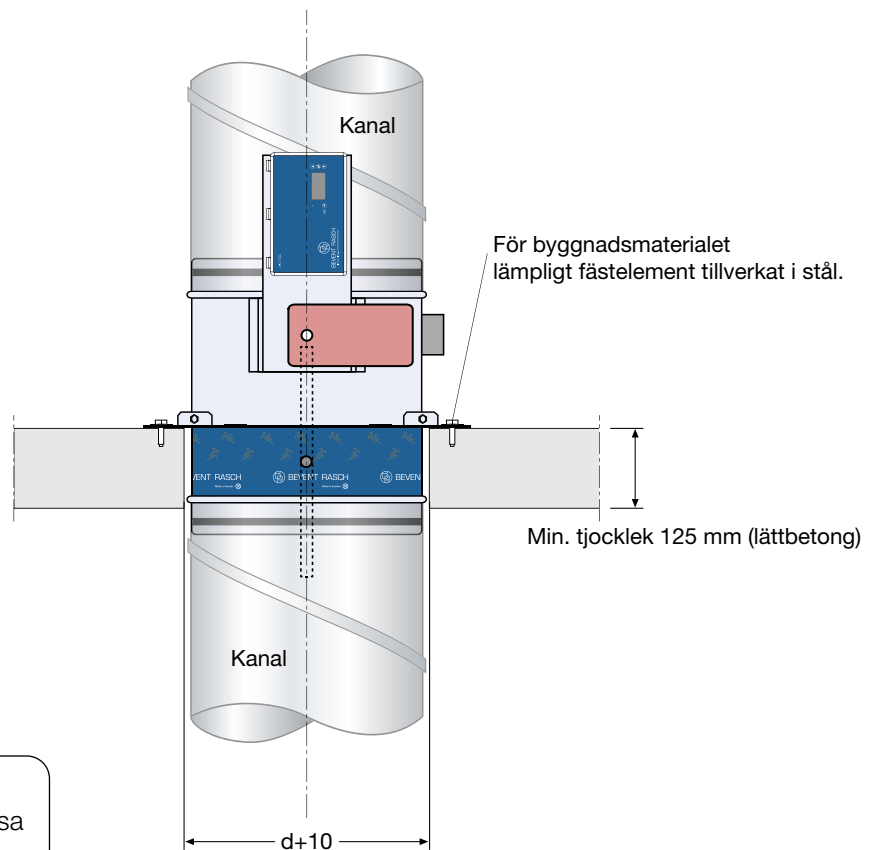 Kanal
BEVENT RASCH
För byggnadsmaterialet
lämpligt fästelement tillverkat i stål.
VENT RASCH
BEVENT RASCH
BEVEN
Min. tjocklek 125 mm (lättbetong)
Kanal
sa
d+10